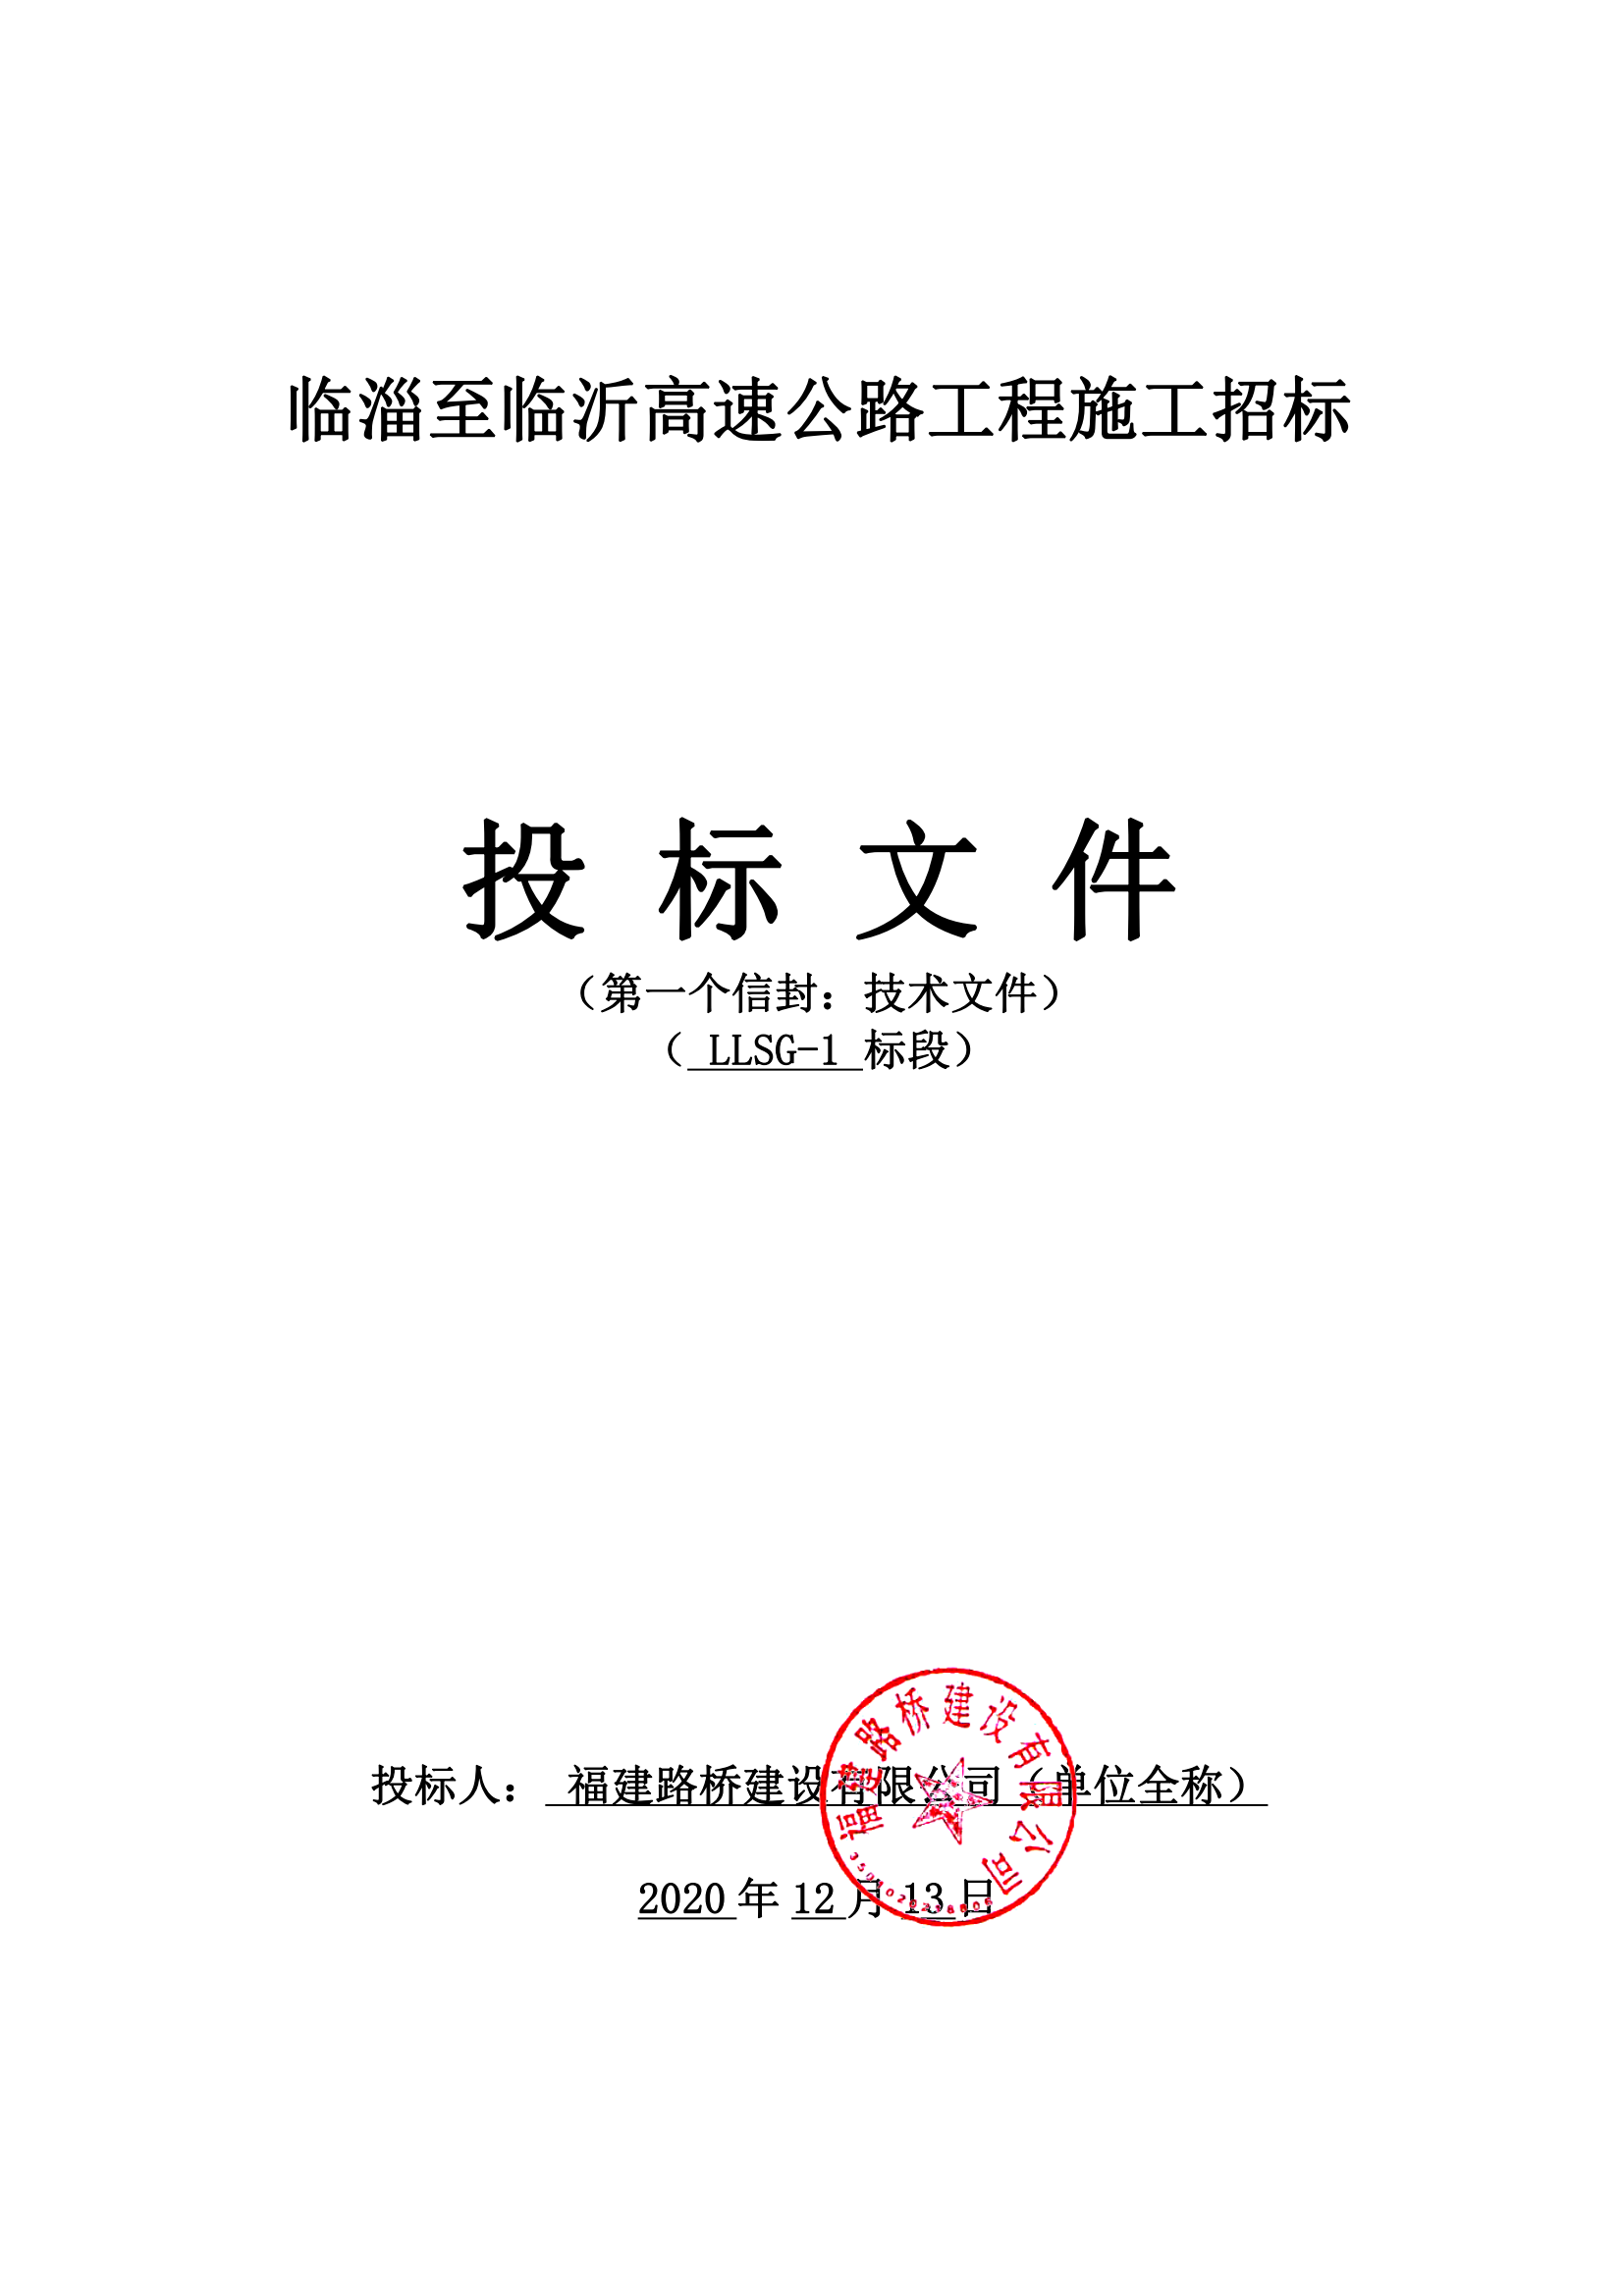 临淄至临沂高速公路工程施工招标
投 标 文 件
（第一个信封：技术文件）
（ LLSG-1 标段）
福建路桥建设有限公司
投标人： 福建路桥建设有限公司（单位全称）
2020 年 12 月 13 日